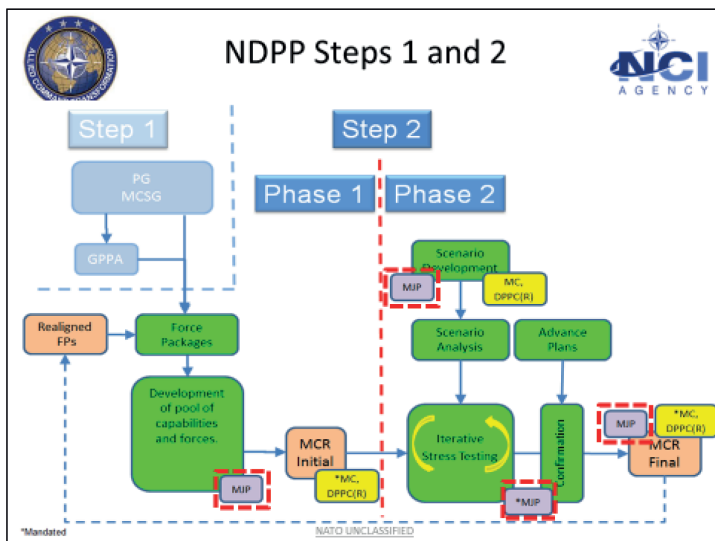 NDPP Steps 1 and 2
ALLIED COMMAND TRANSFORMATION
NCI
AGENCY
Step 1
Step 2
PG
MCSG
GPPA
Phase 1
Phase 2
Scenario
Development
MJP
MC,
DPPC(R)
Realigned
FPs
Force
Packages
Scenario
Analysis
Advance
Plans
Development
of pool of
capabilities
and forces.
MJP
MCR
Initial
*MC,
DPPC(R)
Iterative
Stress Testing
*MJP
Confirmation
MJP
*MC,
DPPC(R)
MCR
Final
*Mandated
NATO UNCLASSIFIED